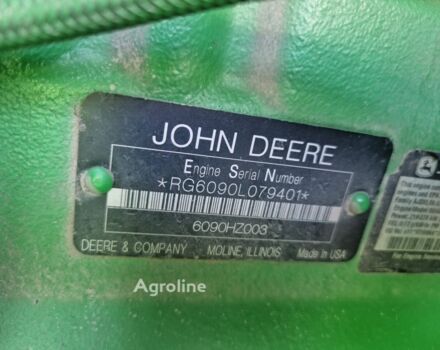 JOHN DEERE
Engine Serial Number
*RG6090L079401*
6090HZ003
DEERE & COMPANY MOLINE, ILLINOIS Made In USA
Agroline